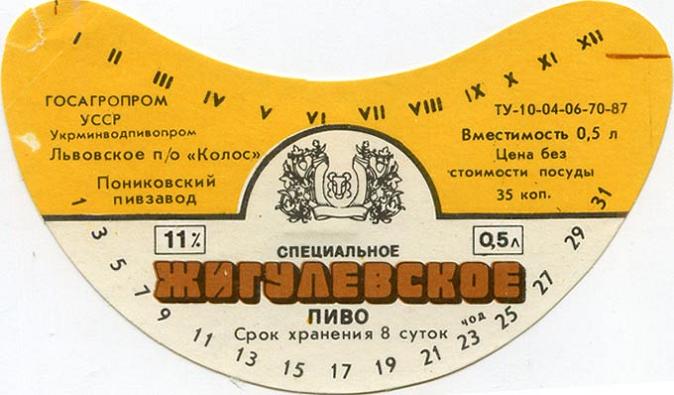 I II III IV V VI VII VIII IX X XI XII
ГОСАГРОПРОМ
УССР
Укрминводпивопром
Львовское п/о «Колос»
Пониковский
пивзавод
ТУ-10-04-06-70-87
Вместимость 0,5 л
Цена без
стоимости посуды
35 коп.
11%
0,5л
СПЕЦИАЛЬНОЕ
ЖИГУЛЕВСКОЕ
ПИВО
Срок хранения 8 суток
1 3 5 7 9 11 13 15 17 19 21 23 25 27 29 31